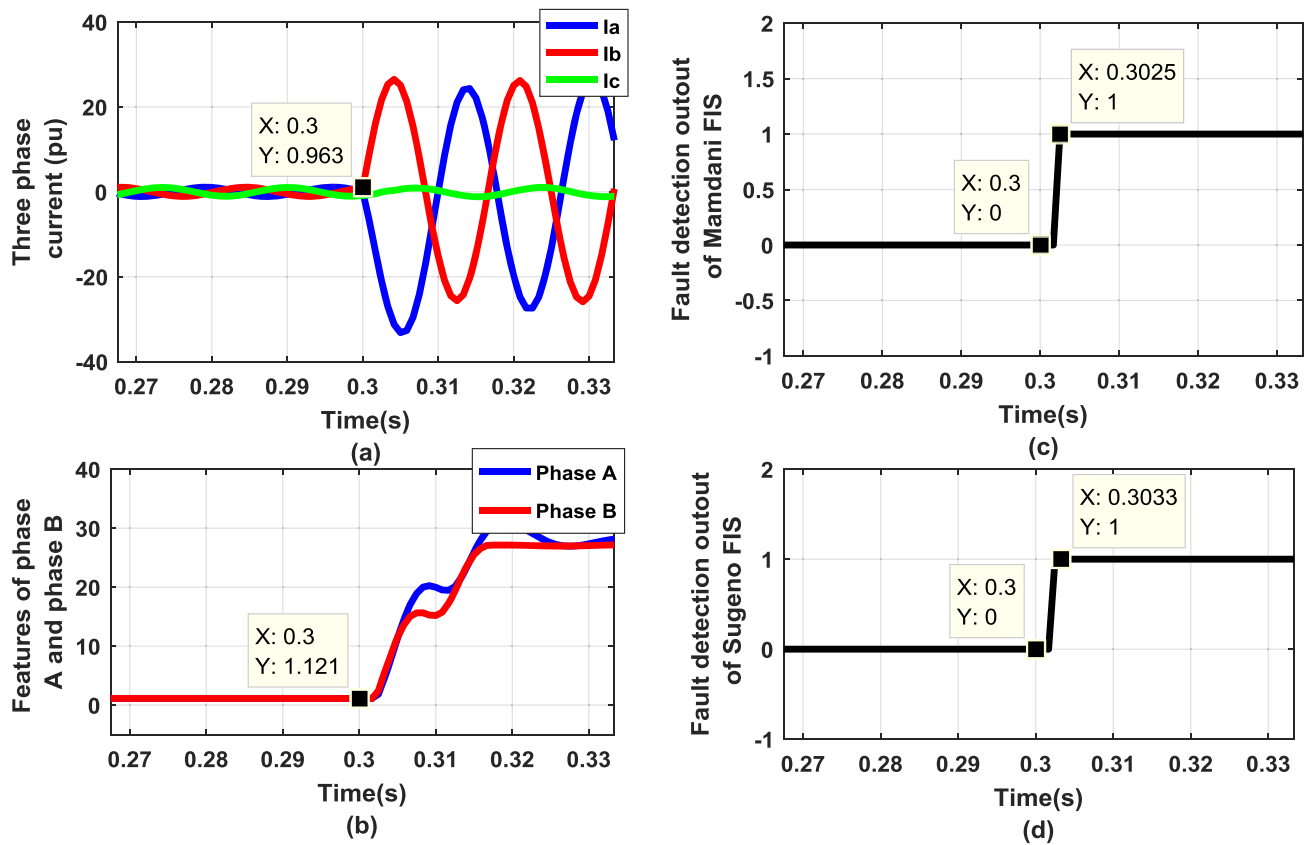 Three phase
current (pu)
40
20
0
-20
-40
Ia
Ib
Ic
X: 0.3
Y: 0.963
0.27 0.28 0.29 0.3 0.31 0.32 0.33
Time(s)
(a)
Fault detection outout
of Mamdani FIS
2
1.5
1
0.5
0
-0.5
-1
X: 0.3025
Y: 1
X: 0.3
Y: 0
0.27 0.28 0.29 0.3 0.31 0.32 0.33
Time(s)
(c)
Features of phase
A and phase B
40
30
20
10
0
Phase A
Phase B
X: 0.3
Y: 1.121
0.27 0.28 0.29 0.3 0.31 0.32 0.33
Time(s)
(b)
Fault detection outout
of Sugeno FIS
2
1
0
-1
X: 0.3033
Y: 1
X: 0.3
Y: 0
0.27 0.28 0.29 0.3 0.31 0.32 0.33
Time(s)
(d)